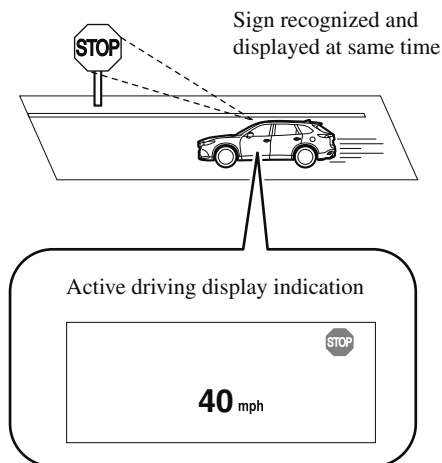 Sign recognized and
displayed at same time
STOP
Active driving display indication
STOP
40 mph